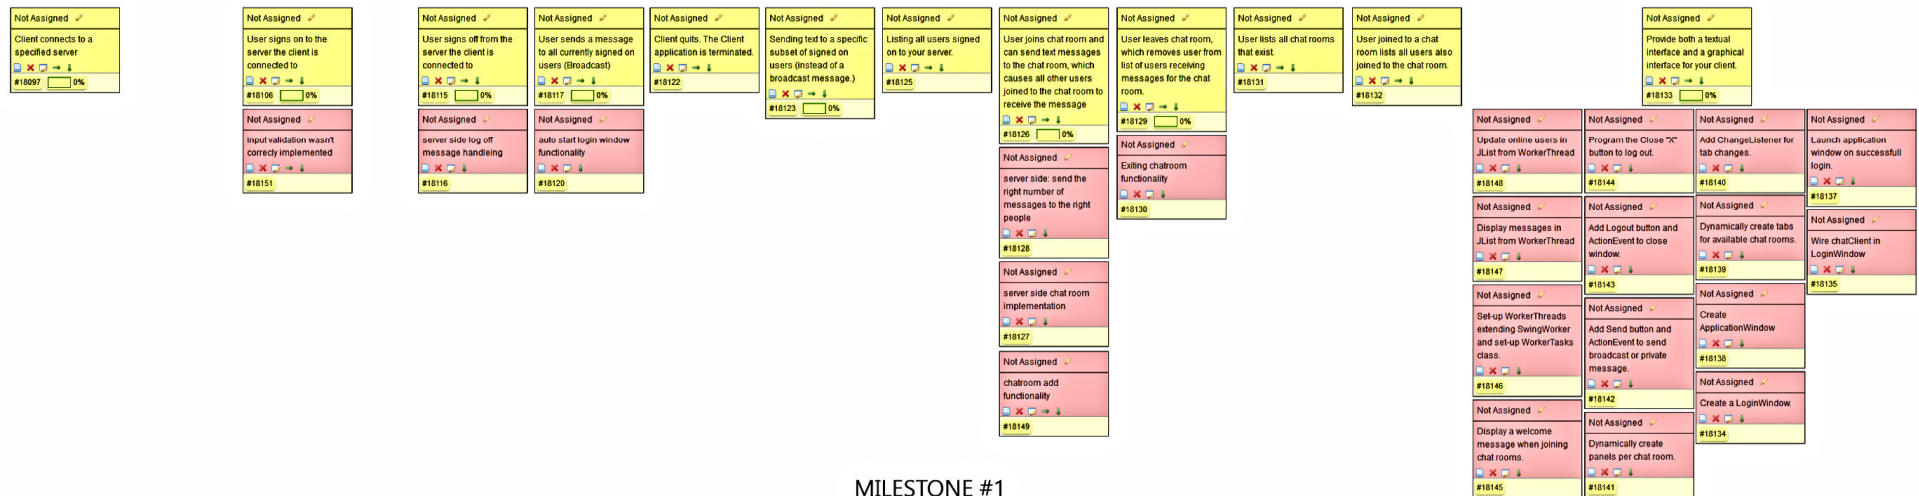 Not Assigned
Client connects to a
specified server
#18097 0%
Not Assigned
User signs on to the
server the client is
connected to
#18106 0%
Not Assigned
input validation wasn't
correcly implemented
#18151
Not Assigned
User signs off from the
server the client is
connected to
#18115 0%
Not Assigned
server side log off
message handleing
#18116
Not Assigned
User sends a message
to all currently signed on
users (Broadcast)
#18117 0%
Not Assigned
auto start login window
functionality
#18120
Not Assigned
Client quits. The Client
application is terminated.
#18122
Not Assigned
Sending text to a specific
subset of signed on
users (instead of a
broadcast message.)
#18123 0%
Not Assigned
Listing all users signed
on to your server.
#18125
Not Assigned
User joins chat room and
can send text messages
to the chat room, which
causes all other users
joined to the chat room to
receive the message
#18126 0%
Not Assigned
server side: send the
right number of
messages to the right
people
#18128
Not Assigned
server side chat room
implementation
#18127
Not Assigned
chatroom add
functionality
#18149
Not Assigned
User leaves chat room,
which removes user from
list of users receiving
messages for the chat
room.
#18129 0%
Not Assigned
Exiting chatroom
functionality
#18130
Not Assigned
User lists all chat rooms
that exist.
#18131
Not Assigned
User joined to a chat
room lists all users also
joined to the chat room.
#18132
Not Assigned
Provide both a textual
interface and a graphical
interface for your client.
#18133 0%
Not Assigned
Update online users in
JList from WorkerThread
#18148
Not Assigned
Display messages in
JList from WorkerThread
#18147
Not Assigned
Set-up WorkerThreads
extending SwingWorker
and set-up WorkerTasks
class.
#18146
Not Assigned
Display a welcome
message when joining
chat rooms.
#18145
Not Assigned
Program the Close "X"
button to log out.
#18144
Not Assigned
Add Logout button and
ActionEvent to close
window.
#18143
Not Assigned
Add Send button and
ActionEvent to send
broadcast or private
message.
#18142
Not Assigned
Dynamically create
panels per chat room.
#18141
Not Assigned
Add ChangeListener for
tab changes.
#18140
Not Assigned
Dynamically create tabs
for available chat rooms.
#18139
Not Assigned
Create
ApplicationWindow
#18138
Not Assigned
Create a LoginWindow.
#18134
Not Assigned
Launch application
window on successfull
login.
#18137
Not Assigned
Wire chatClient in
LoginWindow
#18135
MILESTONE #1